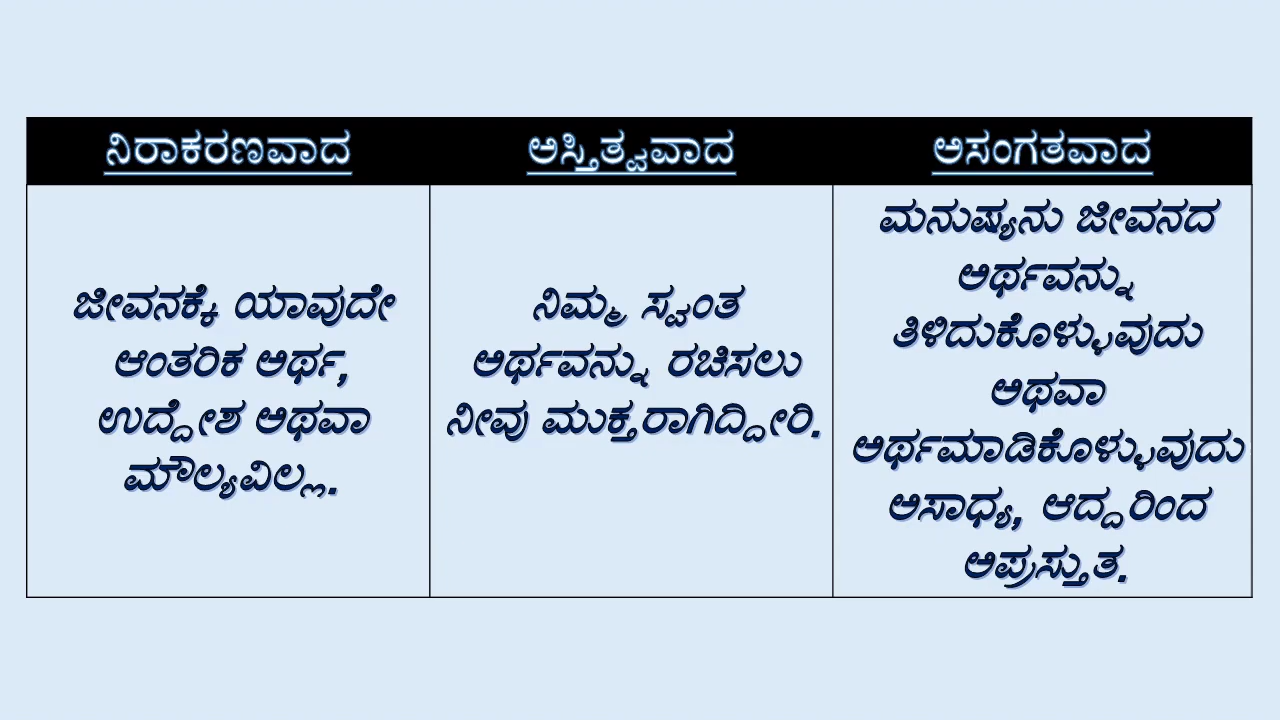 ನಿರಾಕರಣವಾದ
ಅಸ್ತಿತ್ವವಾದ
ಅಸಂಗತವಾದ
ಜೀವನಕ್ಕೆ ಯಾವುದೇ
ಆಂತರಿಕ ಅರ್ಥ,
ಉದ್ದೇಶ ಅಥವಾ
ಮೌಲ್ಯವಿಲ್ಲ.
ನಿಮ್ಮ ಸ್ವಂತ
ಅರ್ಥವನ್ನು ರಚಿಸಲು
ನೀವು ಮುಕ್ತರಾಗಿದ್ದೀರಿ.
ಮನುಷ್ಯನು ಜೀವನದ
ಅರ್ಥವನ್ನು
ತಿಳಿದುಕೊಳ್ಳುವುದು
ಅಥವಾ
ಅರ್ಥಮಾಡಿಕೊಳ್ಳುವುದು
ಅಸಾಧ್ಯ, ಆದ್ದರಿಂದ
ಅಪ್ರಸ್ತುತ.